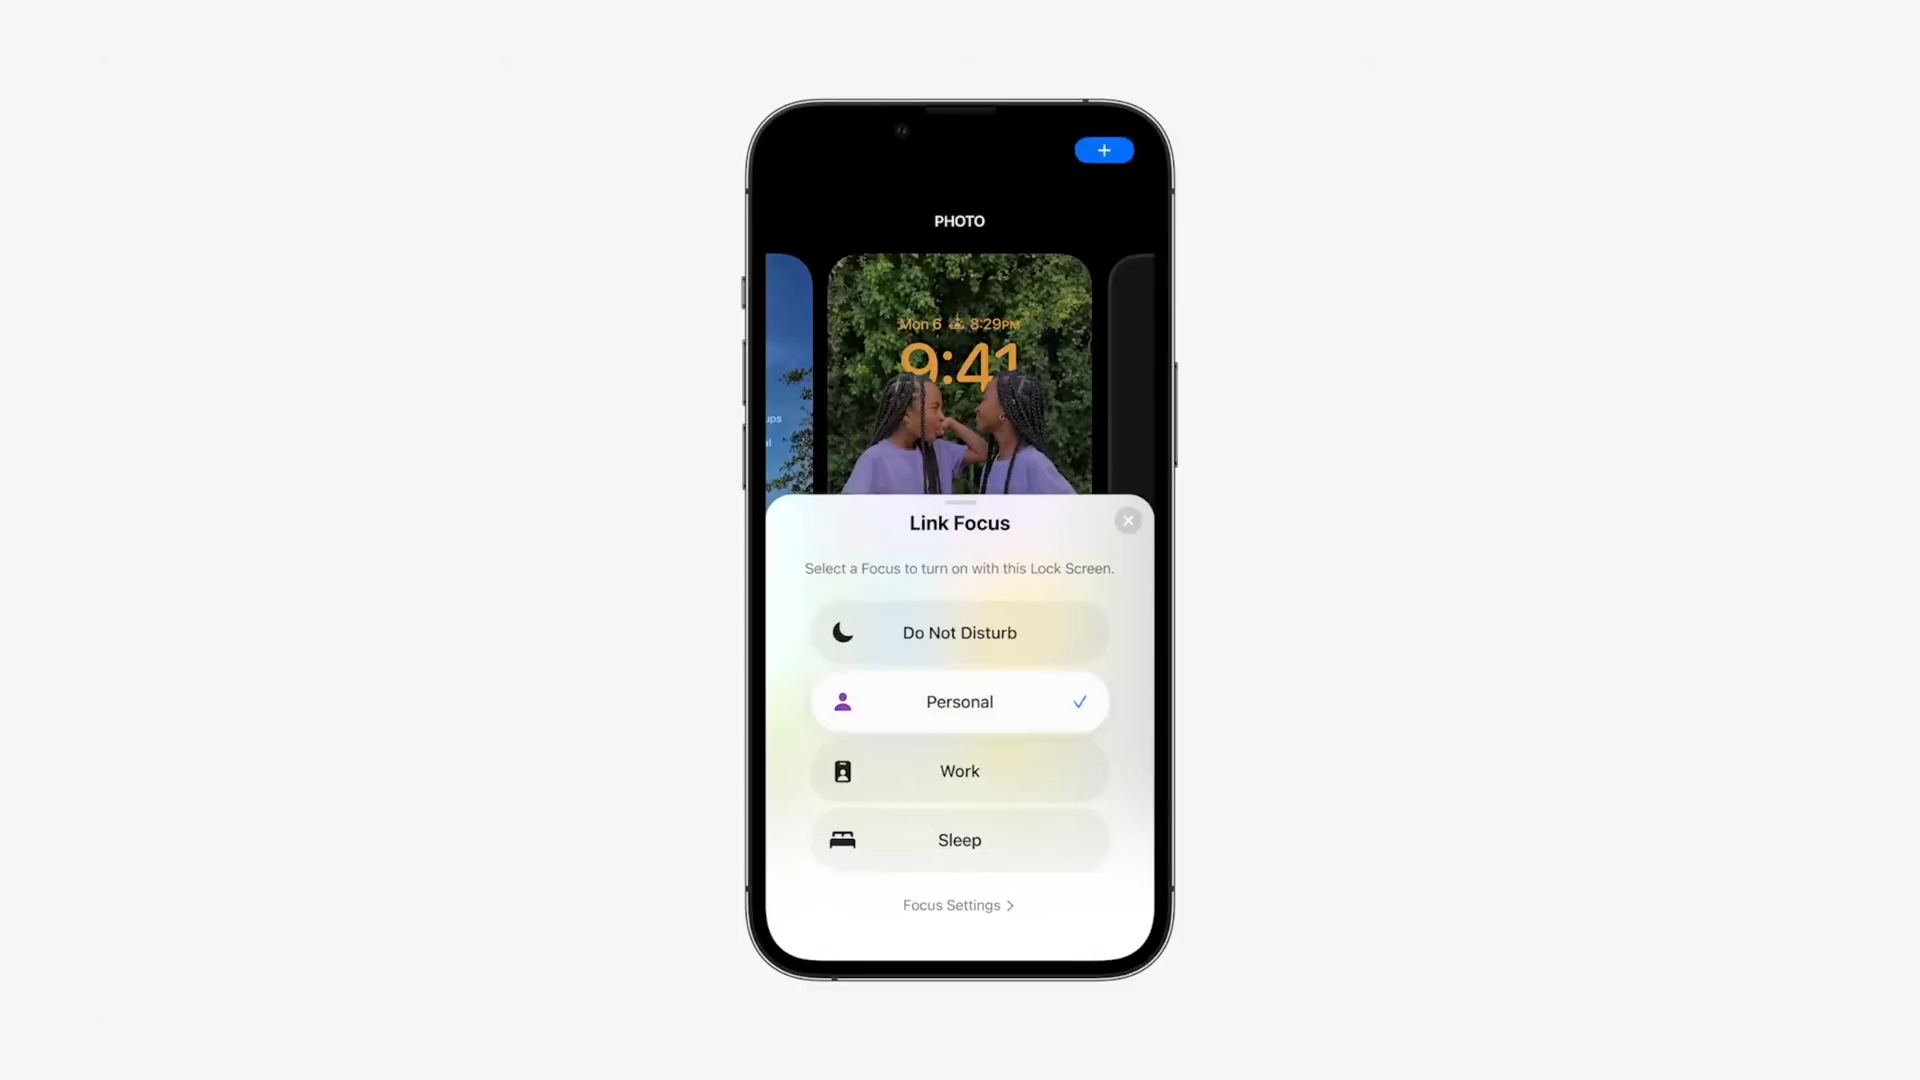 +
PHOTO
Mon 6 8:29PM
9:41
ups
Link Focus
Select a Focus to turn on with this Lock Screen.
Do Not Disturb
Personal
Work
Sleep
Focus Settings >